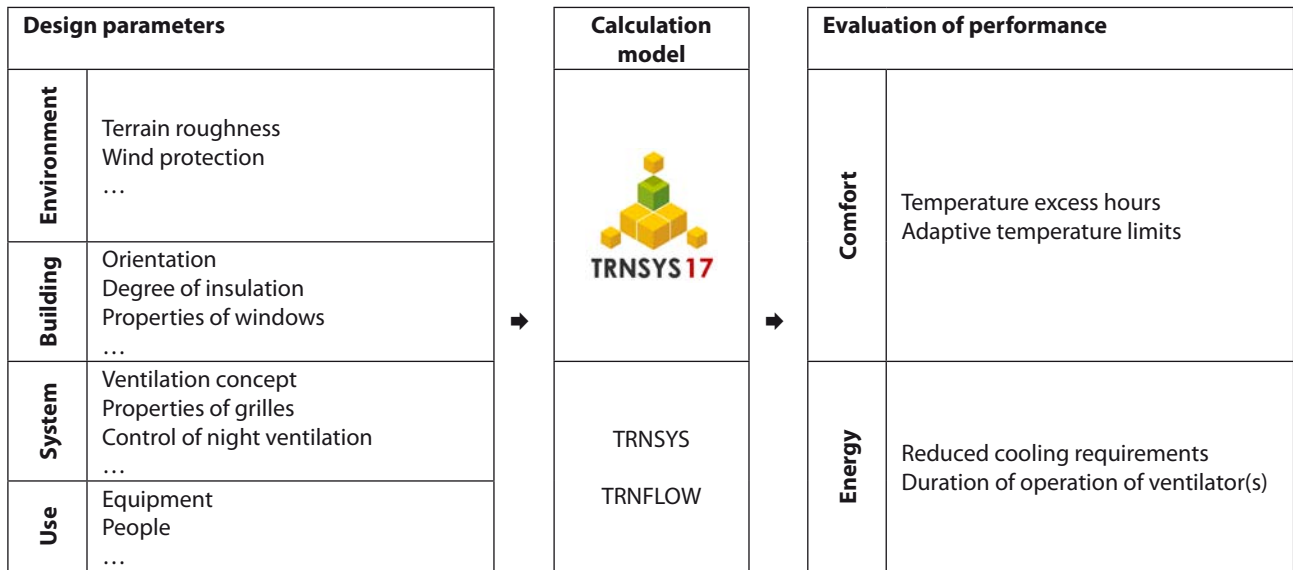 Design parameters
Environment
Terrain roughness
Wind protection
…
Building
Orientation
Degree of insulation
Properties of windows
…
System
Ventilation concept
Properties of grilles
Control of night ventilation
…
Use
Equipment
People
…
Calculation
model
TRNSYS 17
TRNSYS
TRNFLOW
Evaluation of performance
Comfort
Temperature excess hours
Adaptive temperature limits
Energy
Reduced cooling requirements
Duration of operation of ventilator(s)